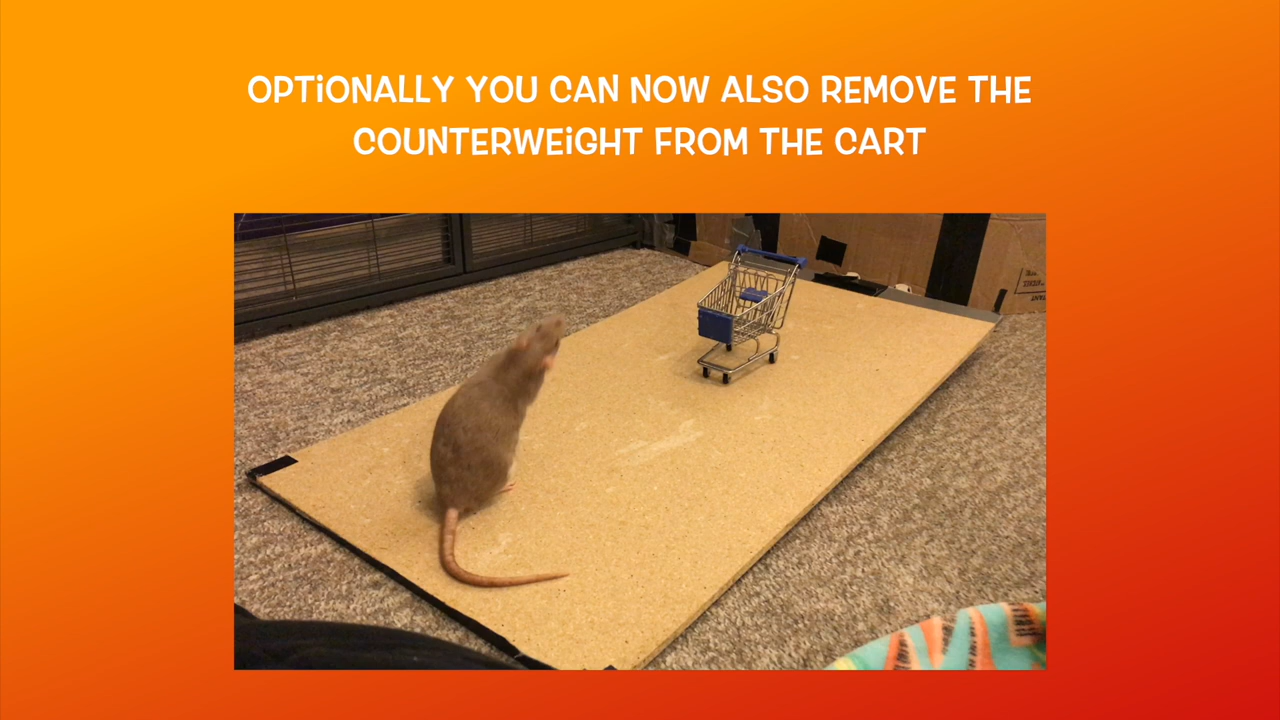 OPTiONALLY YOU CAN NOW ALSO REMOVE THE
COUNTERWEiGHT FROM THE CART